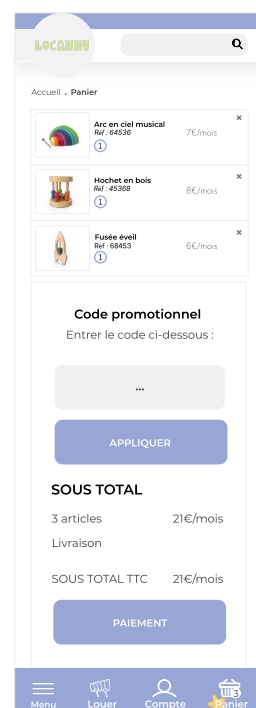 LOCANNY
Accueil . Panier
Arc en ciel musical
Réf : 64536
7€/mois
1
×
Hochet en bois
Réf : 45368
8€/mois
1
×
Fusée éveil
Réf : 68453
6€/mois
1
×
Code promotionnel
Entrer le code ci-dessous :
...
APPLIQUER
SOUS TOTAL
3 articles 21€/mois
Livraison
SOUS TOTAL TTC 21€/mois
PAIEMENT
3
Menu Louer Compte Panier